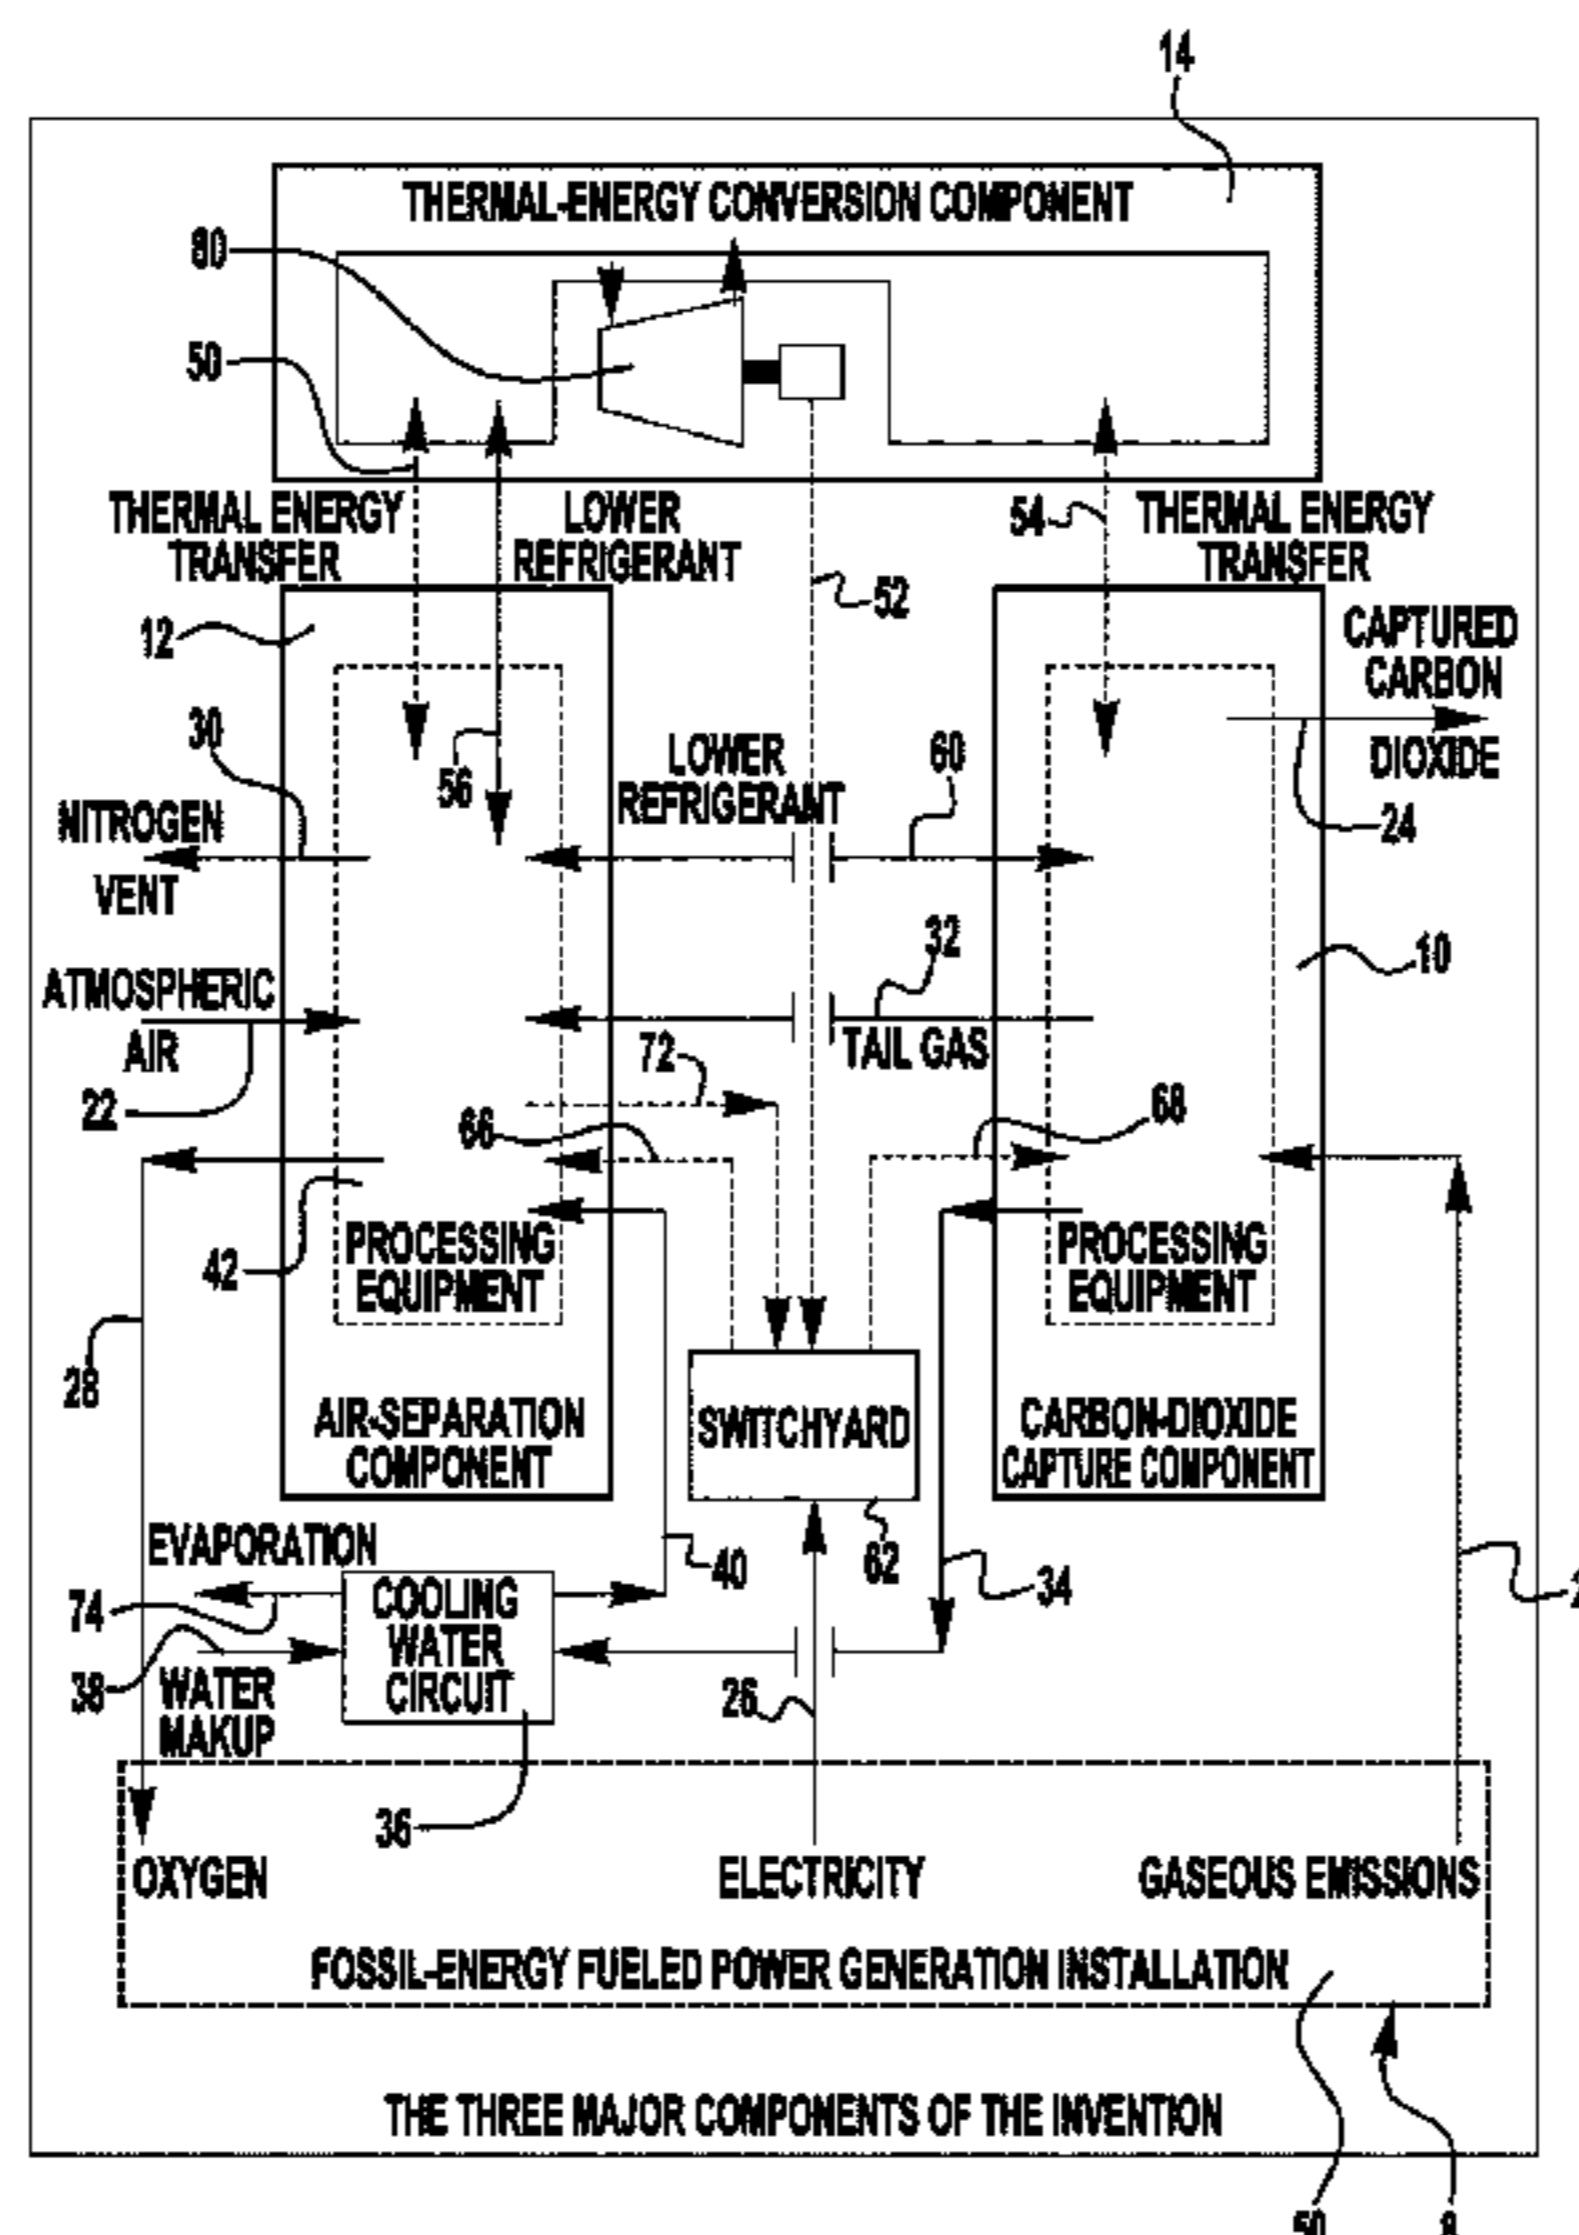 14
THERMAL-ENERGY CONVERSION COMPONENT
80
50
THERMAL ENERGY
TRANSFER
LOWER
REFRIGERANT
54
THERMAL ENERGY
TRANSFER
52
12
CAPTURED
CARBON
DIOXIDE
30
56
LOWER
REFRIGERANT
60
24
NITROGEN
VENT
32
10
ATMOSPHERIC
AIR
TAIL GAS
72
22
66
68
42
PROCESSING
EQUIPMENT
PROCESSING
EQUIPMENT
28
AIR-SEPARATION
COMPONENT
SWITCHYARD
CARBON-DIOXIDE
CAPTURE COMPONENT
EVAPORATION
40
62
34
74
COOLING
WATER
CIRCUIT
38
WATER
MAKUP
26
36
OXYGEN
ELECTRICITY
GASEOUS EMISSIONS
FOSSIL-ENERGY FUELED POWER GENERATION INSTALLATION
THE THREE MAJOR COMPONENTS OF THE INVENTION